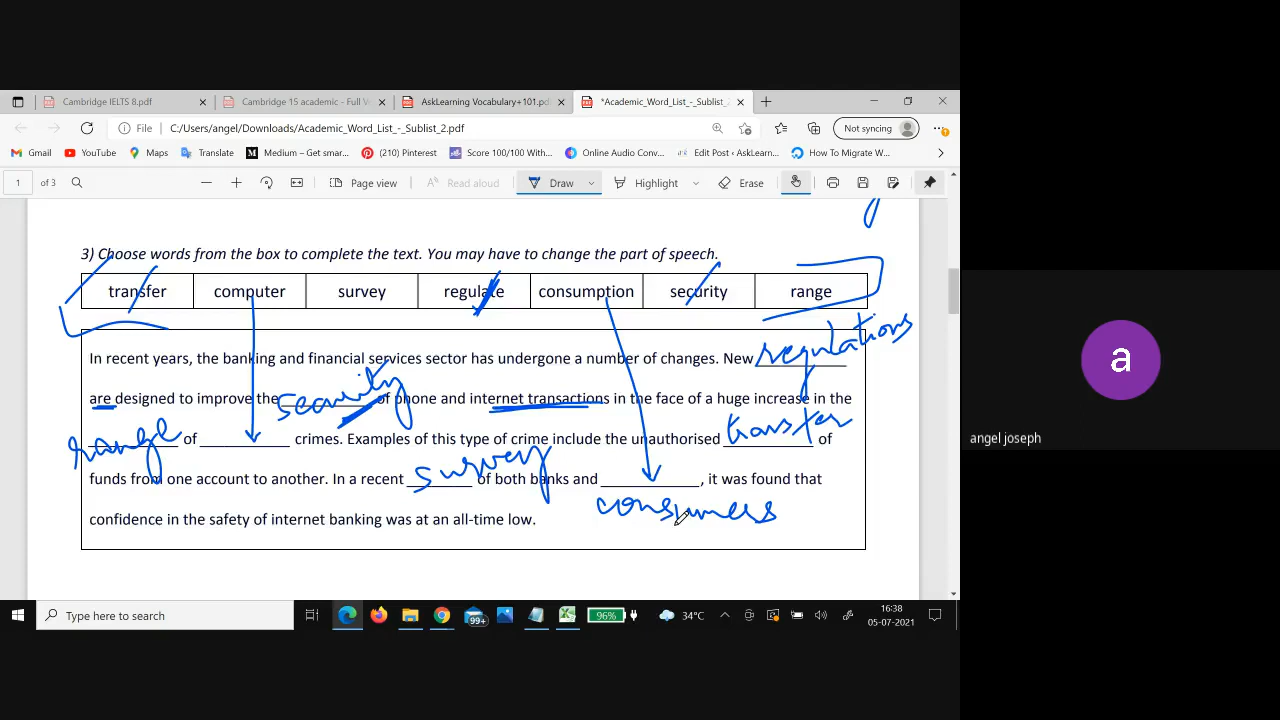 Cambridge IELTS 8.pdf
Cambridge 15 academic - Full V
AskLearning Vocabulary+101.pd
*Academic_Word_List_-_Sublist_2
File C:/Users/angel/Downloads/Academic_Word_List_-_Sublist_2.pdf
Not syncing
Gmail YouTube Maps Translate Medium – Get smar... (210) Pinterest Score 100/100 With... Online Audio Conv... Edit Post ‹ AskLearn... How To Migrate W...
1 of 3 Page view Read aloud Draw Highlight Erase
3) Choose words from the box to complete the text. You may have to change the part of speech.
transfer computer survey regulate consumption security range
In recent years, the banking and financial services sector has undergone a number of changes. New regulations
are designed to improve the security of phone and internet transactions in the face of a huge increase in the
range of __________ crimes. Examples of this type of crime include the unauthorised transfer of
funds from one account to another. In a recent survey of both banks and __________, it was found that
consumers
confidence in the safety of internet banking was at an all-time low.
a
angel joseph
Type here to search
99+
96%
34°C
16:38
05-07-2021